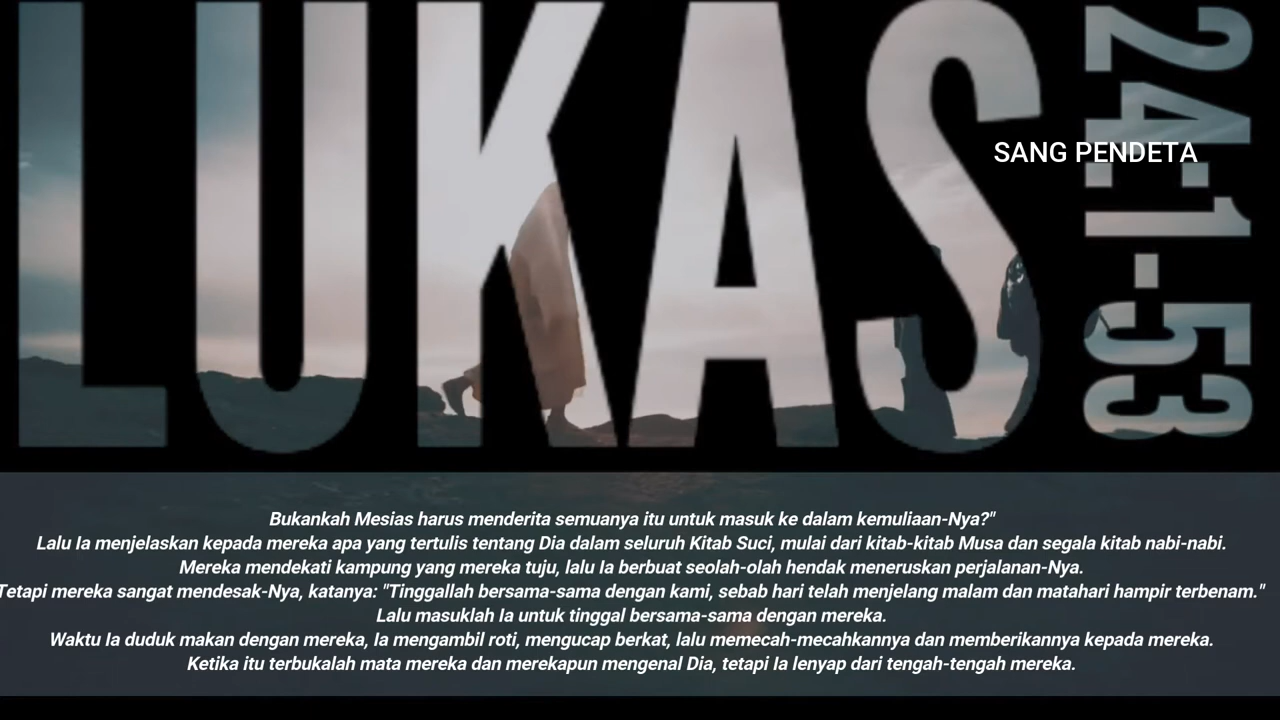 LUKAS
24:1-53
SANG PENDETA
Bukankah Mesias harus menderita semuanya itu untuk masuk ke dalam kemuliaan-Nya?"
Lalu Ia menjelaskan kepada mereka apa yang tertulis tentang Dia dalam seluruh Kitab Suci, mulai dari kitab-kitab Musa dan segala kitab nabi-nabi.
Mereka mendekati kampung yang mereka tuju, lalu Ia berbuat seolah-olah hendak meneruskan perjalanan-Nya.
Tetapi mereka sangat mendesak-Nya, katanya: "Tinggallah bersama-sama dengan kami, sebab hari telah menjelang malam dan matahari hampir terbenam."
Lalu masuklah Ia untuk tinggal bersama-sama dengan mereka.
Waktu Ia duduk makan dengan mereka, Ia mengambil roti, mengucap berkat, lalu memecah-mecahkannya dan memberikannya kepada mereka.
Ketika itu terbukalah mata mereka dan merekapun mengenal Dia, tetapi Ia lenyap dari tengah-tengah mereka.